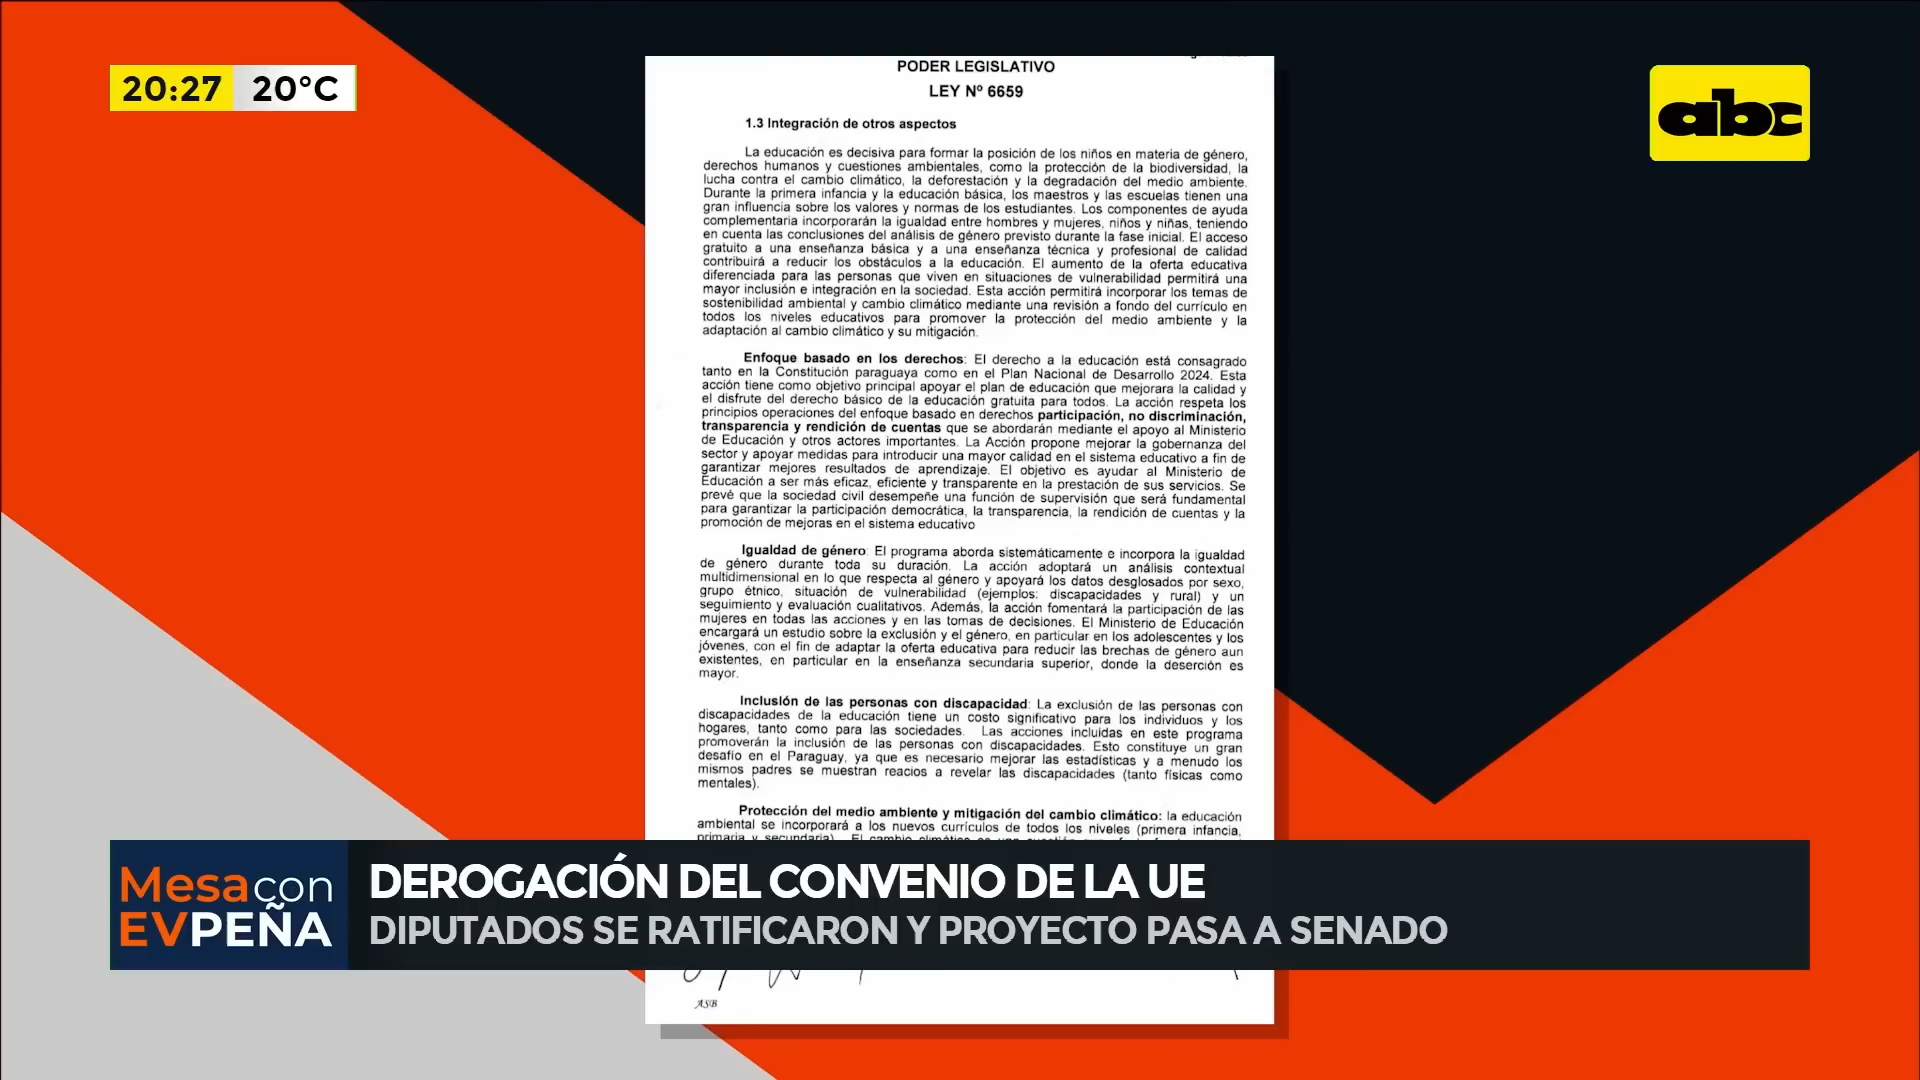 20:27 20°C
abc
PODER LEGISLATIVO
LEY Nº 6659
1.3 Integración de otros aspectos
La educación es decisiva para formar la posición de los niños en materia de género,
derechos humanos y cuestiones ambientales, como la protección de la biodiversidad, la
lucha contra el cambio climático, la deforestación y la degradación del medio ambiente.
Durante la primera infancia y la educación básica, los maestros y las escuelas tienen una
gran influencia sobre los valores y normas de los estudiantes. Los componentes de ayuda
complementaria incorporarán la igualdad entre hombres y mujeres, niños y niñas, teniendo
en cuenta las conclusiones del análisis de género previsto durante la fase inicial. El acceso
gratuito a una enseñanza básica y a una enseñanza técnica y profesional de calidad
contribuirá a reducir los obstáculos a la educación. El aumento de la oferta educativa
diferenciada para las personas que viven en situaciones de vulnerabilidad permitirá una
mayor inclusión e integración en la sociedad. Esta acción permitirá incorporar los temas de
sostenibilidad ambiental y cambio climático mediante una revisión a fondo del currículo en
todos los niveles educativos para promover la protección del medio ambiente y la
adaptación al cambio climático y su mitigación.
Enfoque basado en los derechos: El derecho a la educación está consagrado
tanto en la Constitución paraguaya como en el Plan Nacional de Desarrollo 2024. Esta
acción tiene como objetivo principal apoyar el plan de educación que mejorara la calidad y
el disfrute del derecho básico de la educación gratuita para todos. La acción respeta los
principios operaciones del enfoque basado en derechos participación, no discriminación,
transparencia y rendición de cuentas que se abordarán mediante el apoyo al Ministerio
de Educación y otros actores importantes. La Acción propone mejorar la gobernanza del
sector y apoyar medidas para introducir una mayor calidad en el sistema educativo a fin de
garantizar mejores resultados de aprendizaje. El objetivo es ayudar al Ministerio de
Educación a ser más eficaz, eficiente y transparente en la prestación de sus servicios. Se
prevé que la sociedad civil desempeñe una función de supervisión que será fundamental
para garantizar la participación democrática, la transparencia, la rendición de cuentas y la
promoción de mejoras en el sistema educativo
Igualdad de género: El programa aborda sistemáticamente e incorpora la igualdad
de género durante toda su duración. La acción adoptará un análisis contextual
multidimensional en lo que respecta al género y apoyará los datos desglosados por sexo,
grupo étnico, situación de vulnerabilidad (ejemplos: discapacidades y rural) y un
seguimiento y evaluación cualitativos. Además, la acción fomentará la participación de las
mujeres en todas las acciones y en las tomas de decisiones. El Ministerio de Educación
encargará un estudio sobre la exclusión y el género, en particular en los adolescentes y los
jóvenes, con el fin de adaptar la oferta educativa para reducir las brechas de género aun
existentes, en particular en la enseñanza secundaria superior, donde la deserción es
mayor.
Inclusión de las personas con discapacidad: La exclusión de las personas con
discapacidades de la educación tiene un costo significativo para los individuos y los
hogares, tanto como para las sociedades. Las acciones incluidas en este programa
promoverán la inclusión de las personas con discapacidades. Esto constituye un gran
desafío en el Paraguay, ya que es necesario mejorar las estadísticas y a menudo los
mismos padres se muestran reacios a revelar las discapacidades (tanto físicas como
mentales).
Protección del medio ambiente y mitigación del cambio climático: la educación
ambiental se incorporará a los nuevos currículos de todos los niveles (primera infancia,
primaria y secundaria). El cambio climático es una cuestión que
Mesa con
EVPEÑA
DEROGACIÓN DEL CONVENIO DE LA UE
DIPUTADOS SE RATIFICARON Y PROYECTO PASA A SENADO
ASB